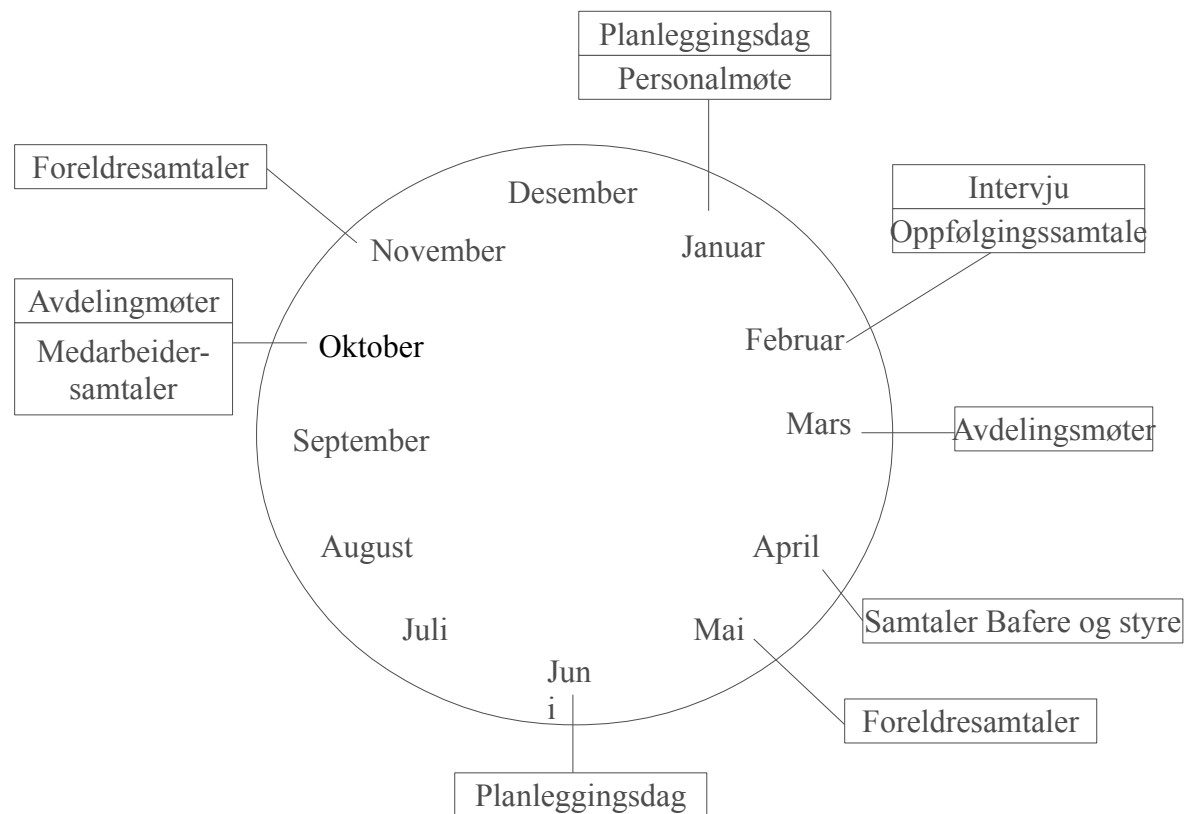 Planleggingsdag
Personalmøte
Foreldresamtaler
Desember
Intervju
Oppfølgingssamtale
November
Januar
Avdelingmøter
Medarbeider-
samtaler
Oktober
Februar
Mars
Avdelingsmøter
September
August
April
Samtaler Bafere og styre
Juli
Mai
Jun
i
Foreldresamtaler
Planleggingsdag